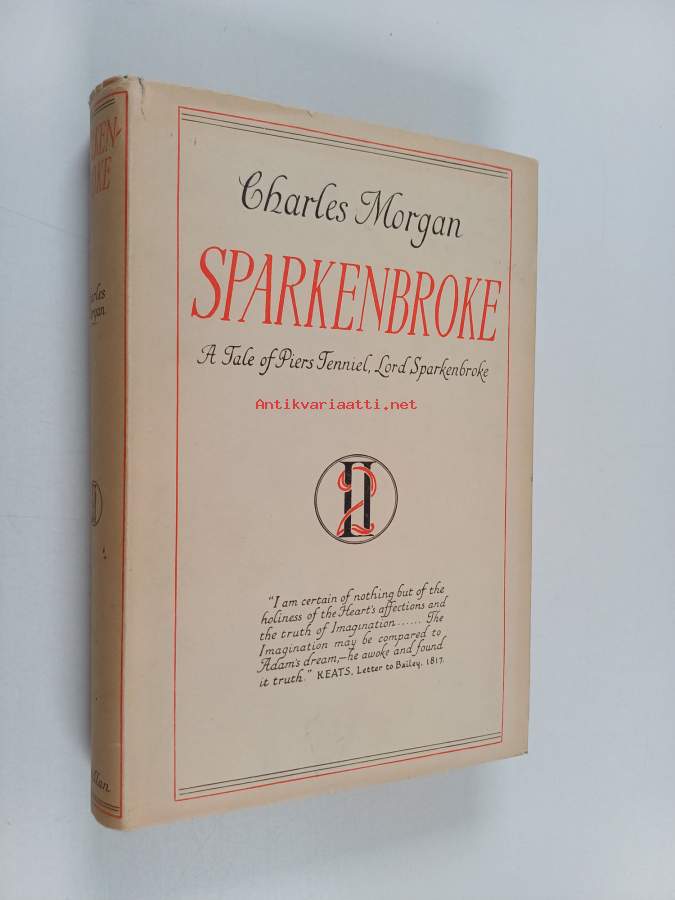 Charles Morgan
SPARKENBROKE
A Tale of Piers Tenniel, Lord Sparkenbroke
Antikvariaatti.net
"I am certain of nothing but of the
holiness of the Heart's affections and
the truth of Imagination....... The
Imagination may be compared to
Adam's dream,—he awoke and found
it truth." KEATS, Letter to Bailey. 1817.